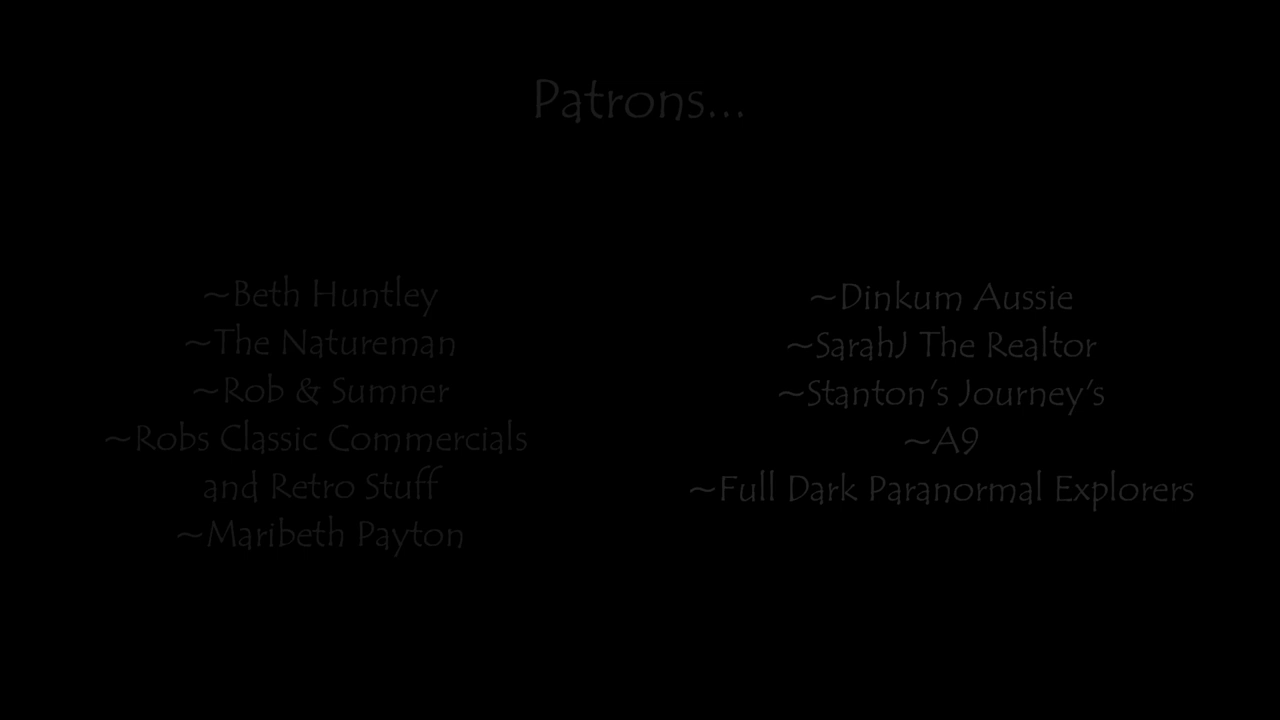 Patrons...
~Beth Huntley
~The Natureman
~Rob & Sumner
~Robs Classic Commercials
and Retro Stuff
~Maribeth Payton
~Dinkum Aussie
~SarahJ The Realtor
~Stanton's Journey's
~A9
~Full Dark Paranormal Explorers